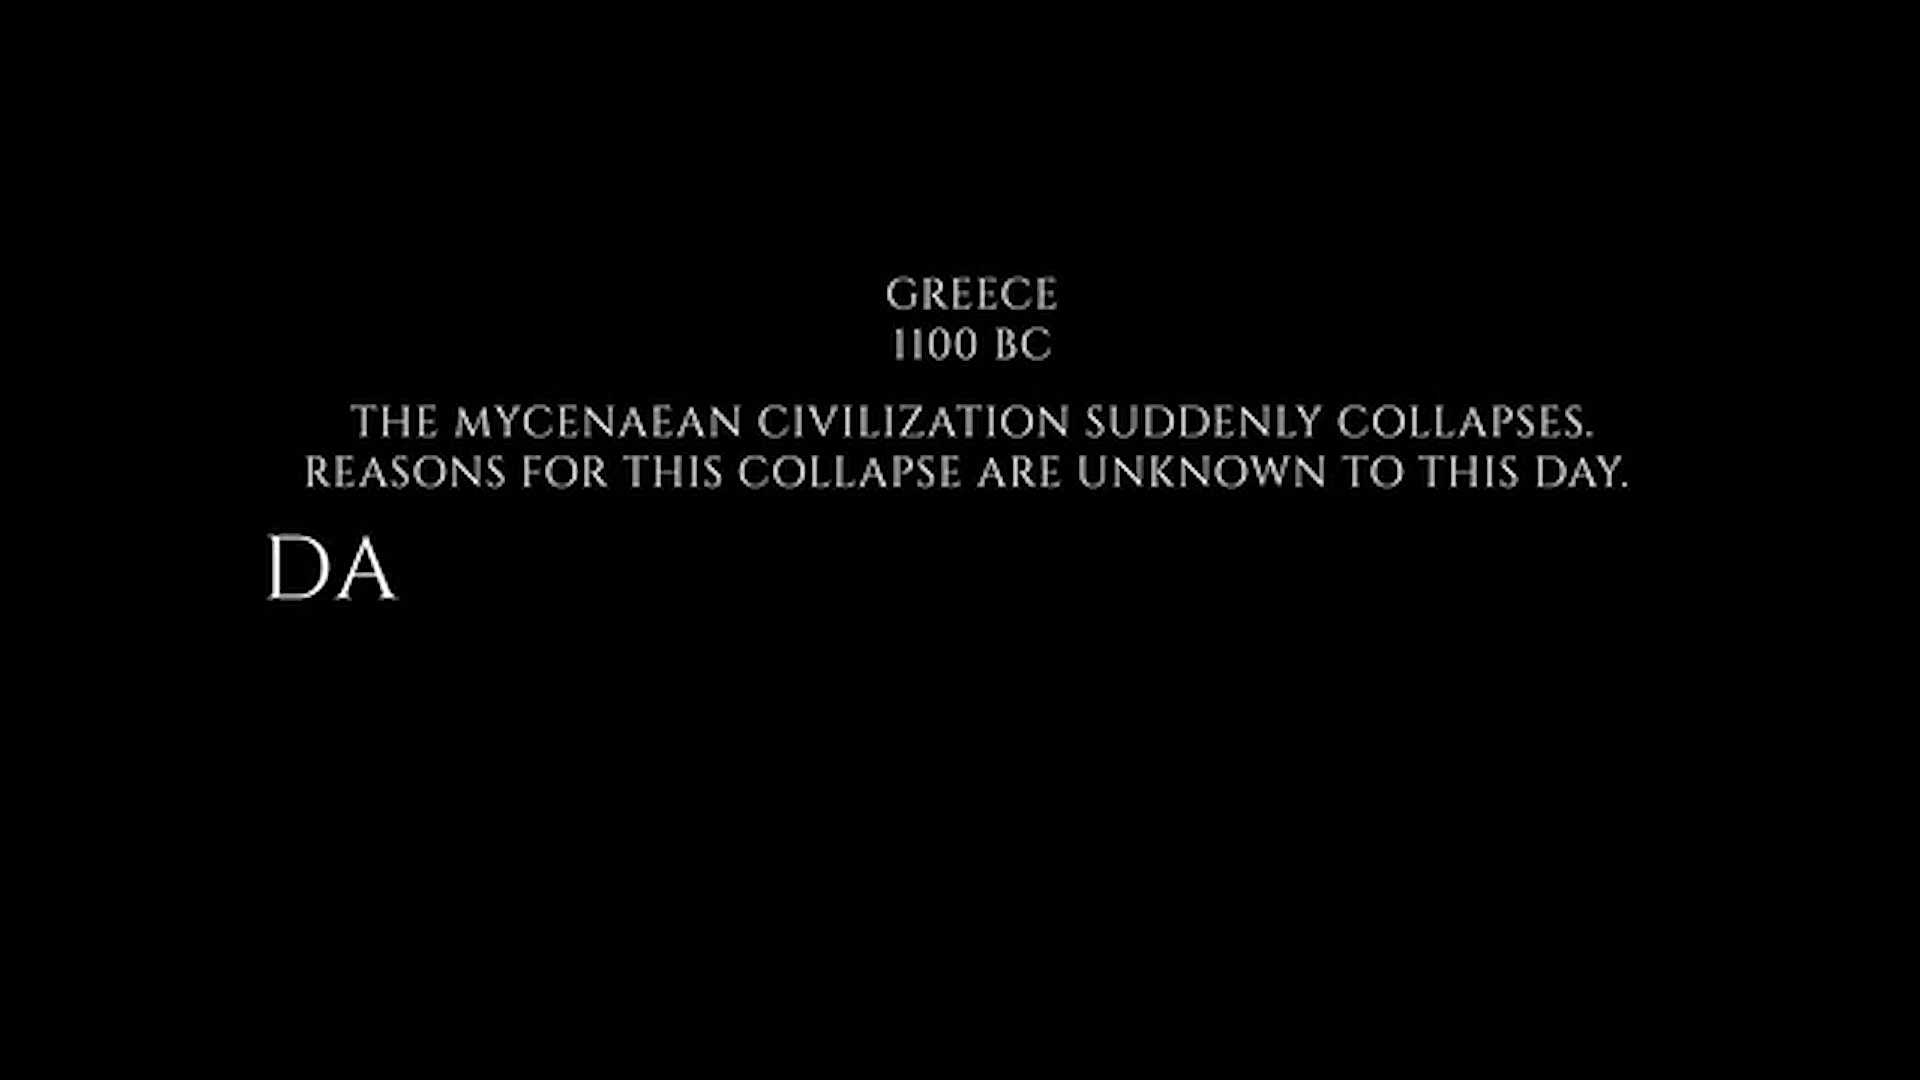 GREECE
1100 BC
THE MYCENAEAN CIVILIZATION SUDDENLY COLLAPSES.
REASONS FOR THIS COLLAPSE ARE UNKNOWN TO THIS DAY.
DA